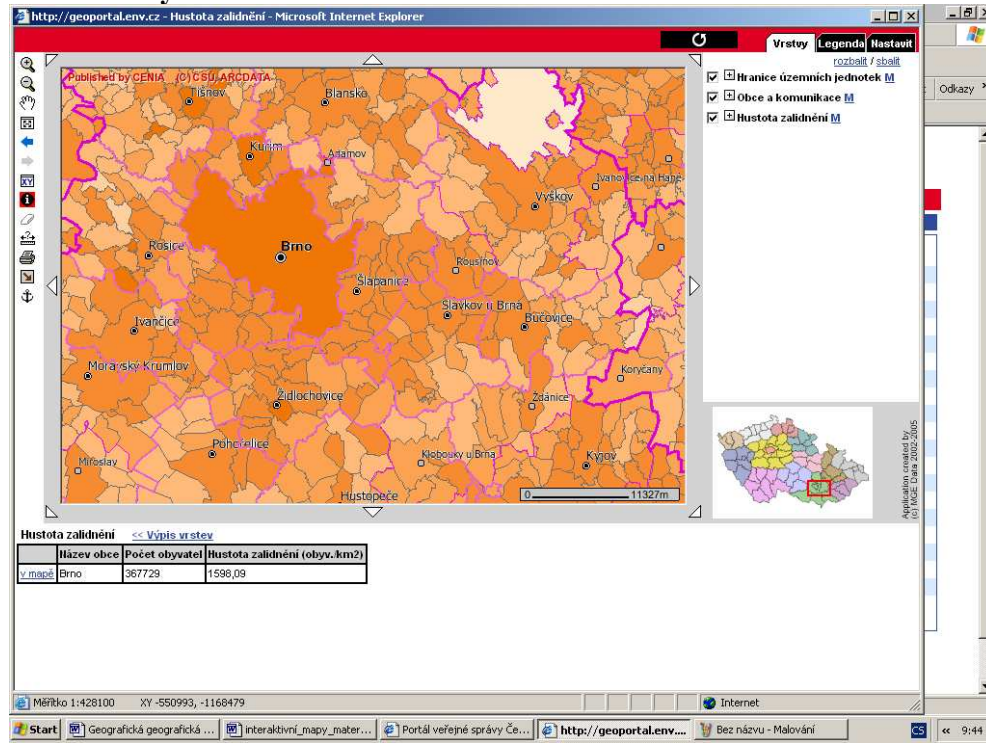 http://geoportal.env.cz - Hustota zalidnění - Microsoft Internet Explorer
Vrstvy Legenda Nastavit
rozbalit / sbalit
Hranice územních jednotek M
Obce a komunikace M
Hustota zalidnění M
Odkazy
Published by CENIA (C) CSU, ARCDATA
Tišnov
Blansko
Kuřim
Adamov
Ivanovice na Hané
Vyškov
Rosice
Brno
Rousínov
Šlapanice
Slavkov u Brna
Bučovice
Ivančice
Moravský Krumlov
Koryčany
Židlochovice
Ždánice
Pohořelice
Miroslav
Klobouky u Brna
Kyjov
Hustopeče
0 11327m
Application created by
(c) MGE Data 2002-2005
Hustota zalidnění << Výpis vrstev
Název obce Počet obyvatel Hustota zalidnění (obyv./km2)
v mapě Brno 367729 1598,09
Měřítko 1:428100 XY -550993, -1168479
Internet
Start Geografická geografická ... interaktivní_mapy_mater... Portál veřejné správy Če... http://geoportal.env.... Bez názvu - Malování CS « 9:44